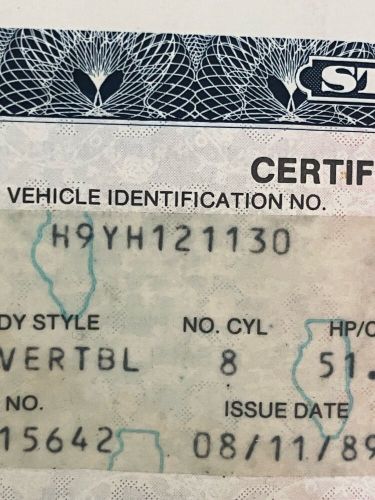 ST
CERTIF
VEHICLE IDENTIFICATION NO.
H9YH121130
DY STYLE NO. CYL HP/C
VERTBL 8 51.
NO. ISSUE DATE
15642 08/11/89